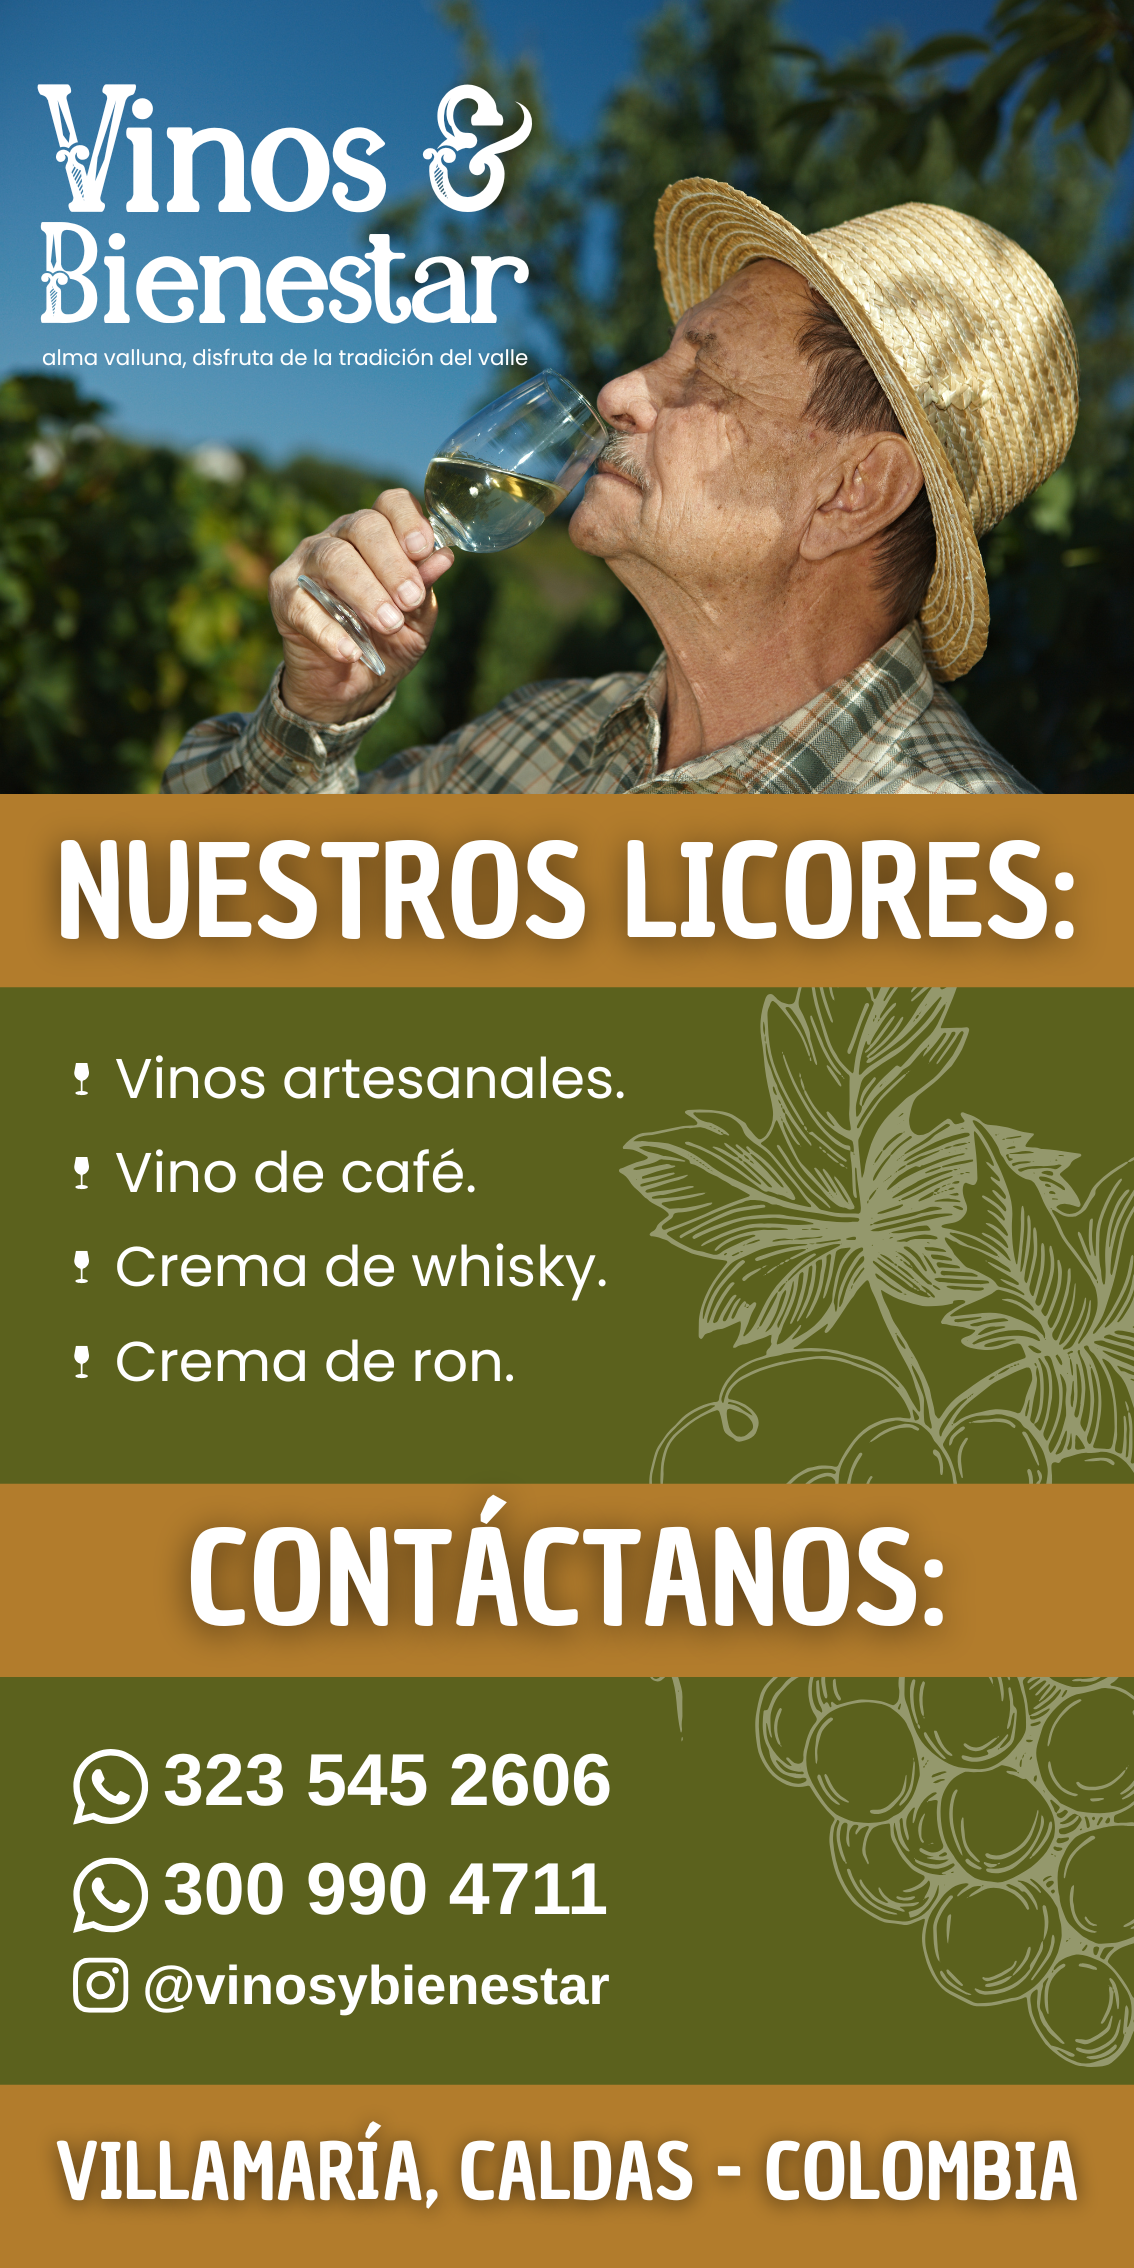 Vinos &
Bienestar
alma valluna, disfruta de la tradición del valle
NUESTROS LICORES:
Vinos artesanales.
Vino de café.
Crema de whisky.
Crema de ron.
CONTÁCTANOS:
323 545 2606
300 990 4711
@vinosybienestar
VILLAMARÍA, CALDAS - COLOMBIA